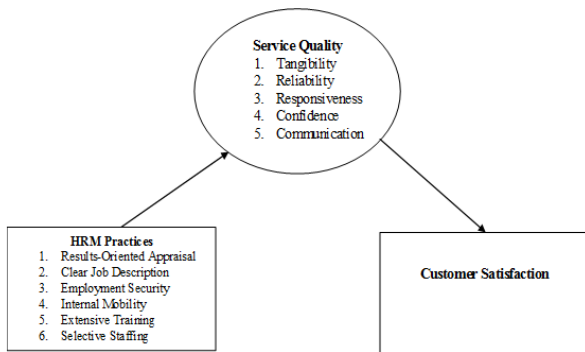 Service Quality
1. Tangibility
2. Reliability
3. Responsiveness
4. Confidence
5. Communication
HRM Practices
1. Results-Oriented Appraisal
2. Clear Job Description
3. Employment Security
4. Internal Mobility
5. Extensive Training
6. Selective Staffing
Customer Satisfaction